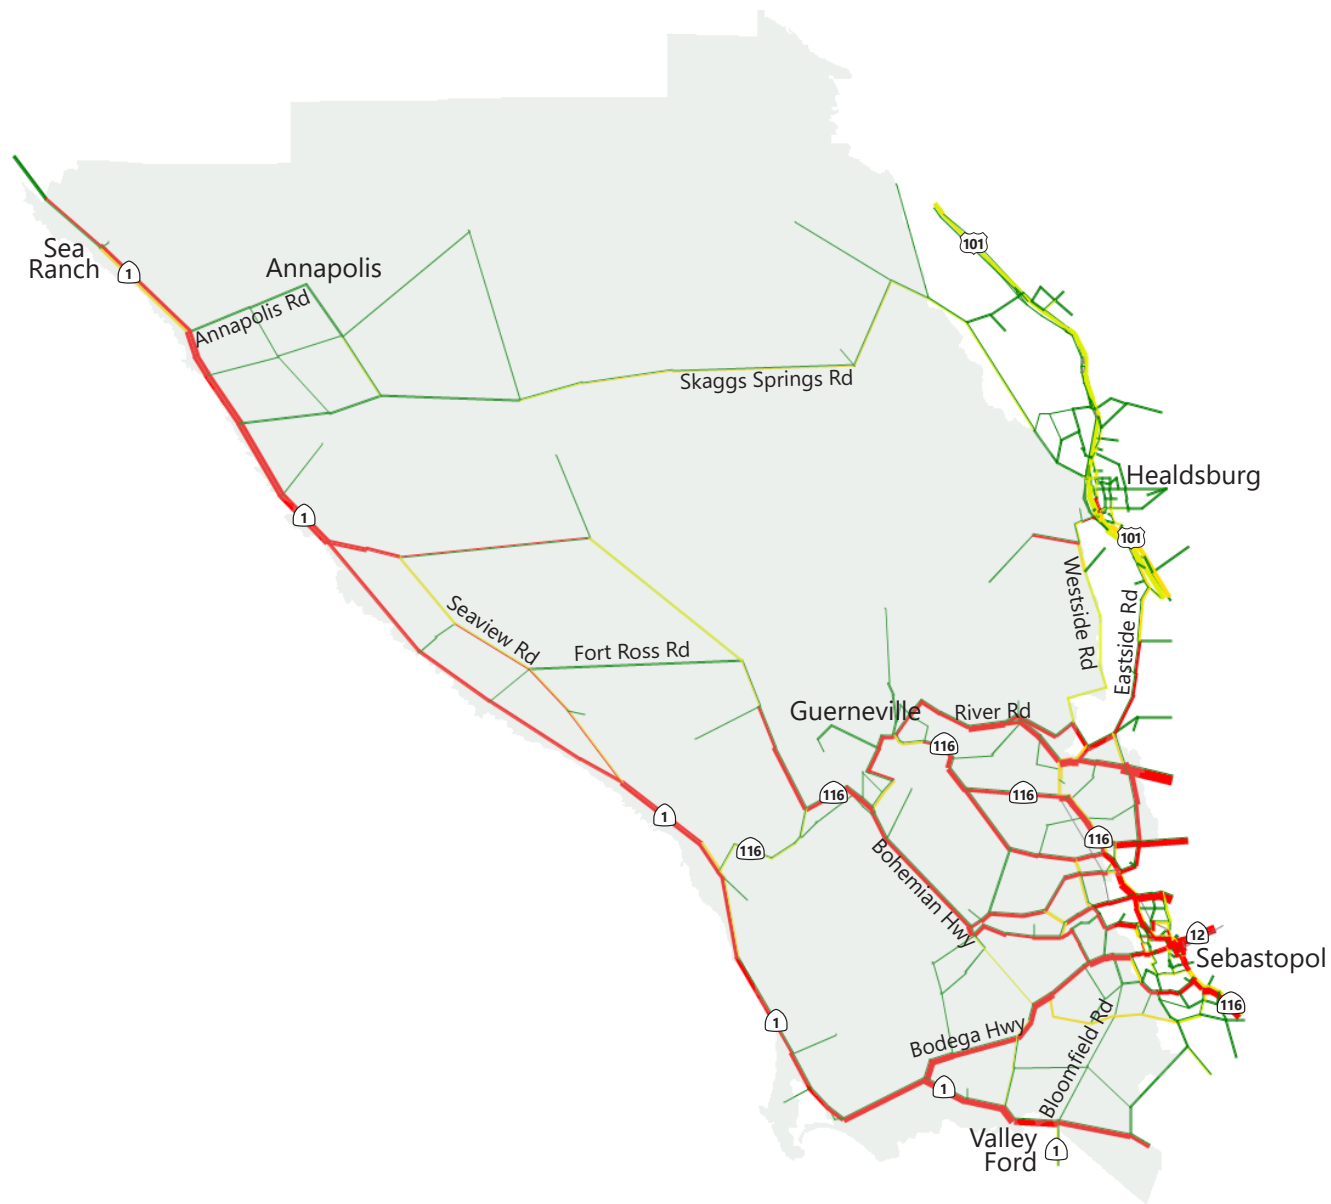 101
Sea
Ranch
1
Annapolis
Annapolis Rd
Skaggs Springs Rd
Healdsburg
1
101
Westside Rd
Eastside Rd
Seaview Rd
Fort Ross Rd
Guerneville
River Rd
116
116
116
1
116
116
Bohemian Hwy
12
Sebastopol
116
1
Bodega Hwy
Bloomfield Rd
1
Valley
Ford
1